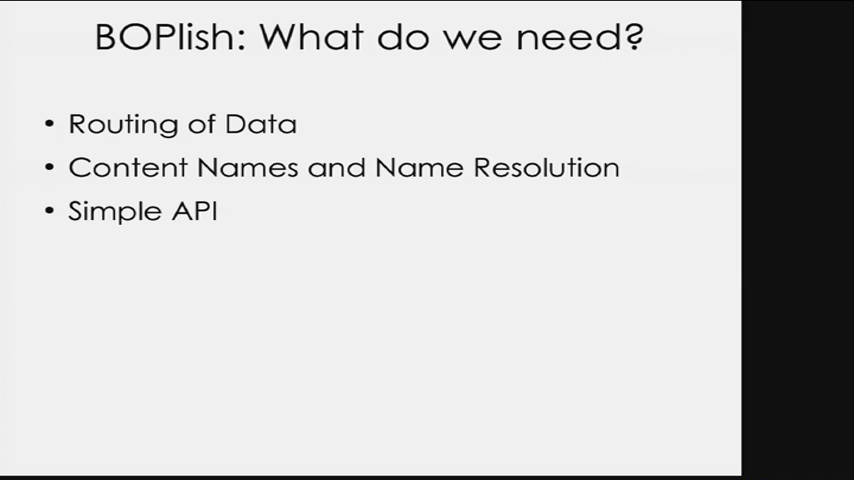 BOPlish: What do we need?
• Routing of Data
• Content Names and Name Resolution
• Simple API